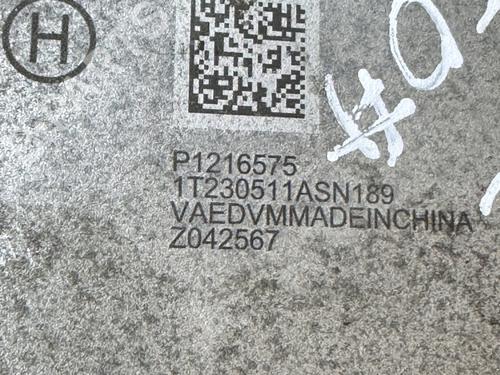 H
P1216575
1T230511ASN189
VAEDVMMADEINCHINA
Z042567